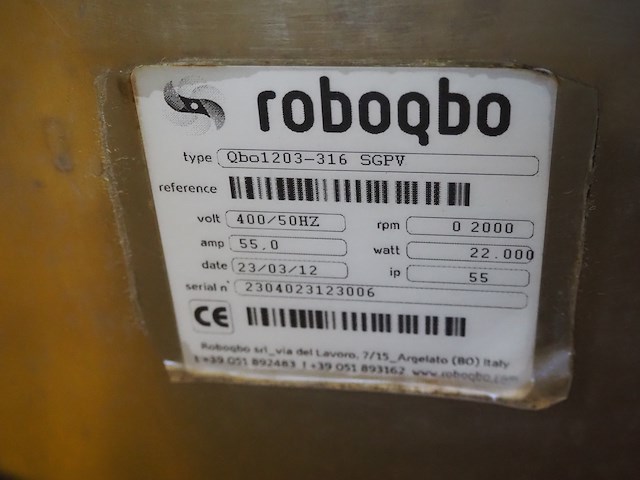 roboqbo
type Qbo1203-316 SGPV
reference
volt 400/50HZ rpm 0 2000
amp 55,0 watt 22.000
date 23/03/12 ip 55
serial n° 2304023123006
CE
Roboqbo srl_via del Lavoro, 7/15_Argelato (BO) Italy
t +39 051 892483 f +39 051 893162 www.roboqbo.com